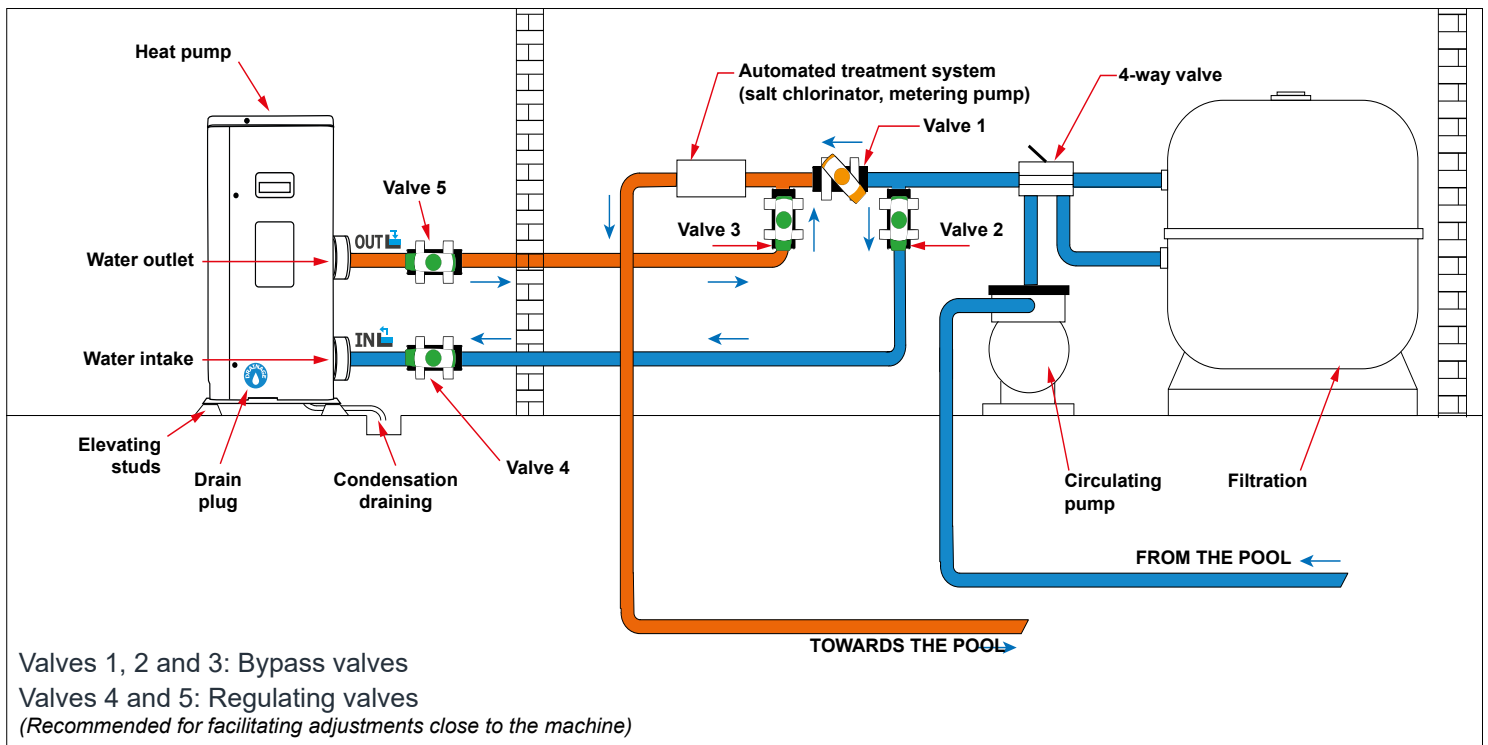 Heat pump
Automated treatment system
(salt chlorinator, metering pump)
4-way valve
Valve 1
Valve 5
Valve 3
Valve 2
OUT
Water outlet
IN
Water intake
DRAINAGE
Elevating
studs
Drain
plug
Condensation
draining
Valve 4
Circulating
pump
Filtration
FROM THE POOL
TOWARDS THE POOL
Valves 1, 2 and 3: Bypass valves
Valves 4 and 5: Regulating valves
(Recommended for facilitating adjustments close to the machine)